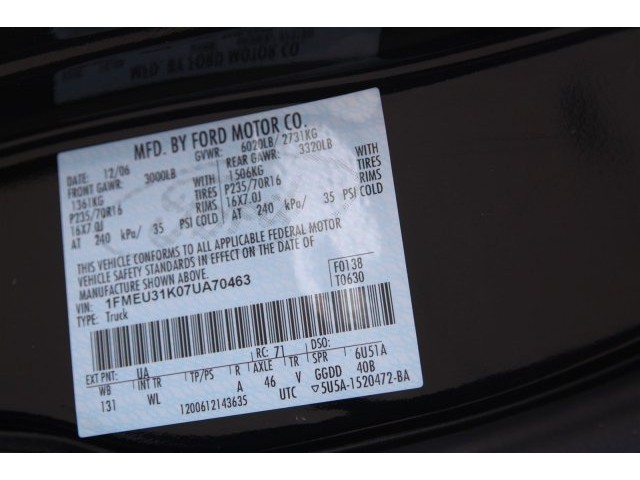 MFD. BY FORD MOTOR CO.
DATE: 12/06 GVWR: 6020LB/ 2731KG
FRONT GAWR: 3000LB REAR GAWR: 3320LB
1361KG 1506KG
P235/70R16 TIRES P235/70R16 TIRES
16X7.0J RIMS 16X7.0J RIMS
AT 240 kPa/ 35 PSI COLD AT 240 kPa/ 35 PSI COLD
THIS VEHICLE CONFORMS TO ALL APPLICABLE FEDERAL MOTOR
VEHICLE SAFETY STANDARDS IN EFFECT ON THE DATE OF
MANUFACTURE SHOWN ABOVE.
VIN: 1FMEU31K07UA70463
TYPE: Truck
F0138
T0630
EXT PNT: UA RC: 71 DSO:
WB INT TR TP/PS R AXLE TR SPR 6U51A
131 WL A 46 V GGDD 40B
1200612143635 UTC ▽5U5A-1520472-BA